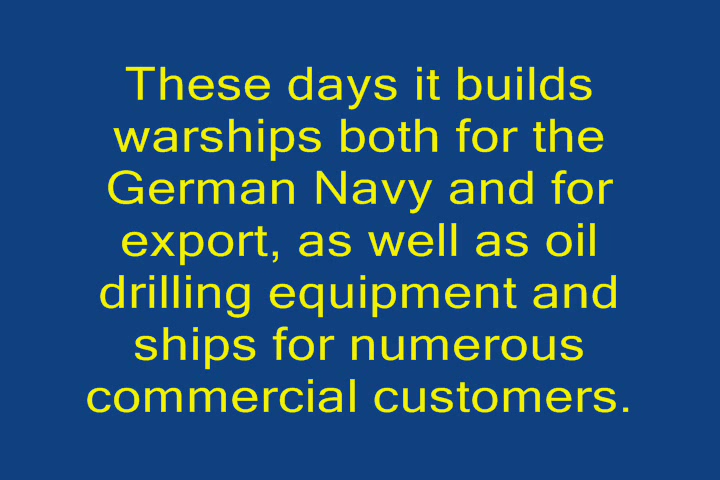 These days it builds
warships both for the
German Navy and for
export, as well as oil
drilling equipment and
ships for numerous
commercial customers.